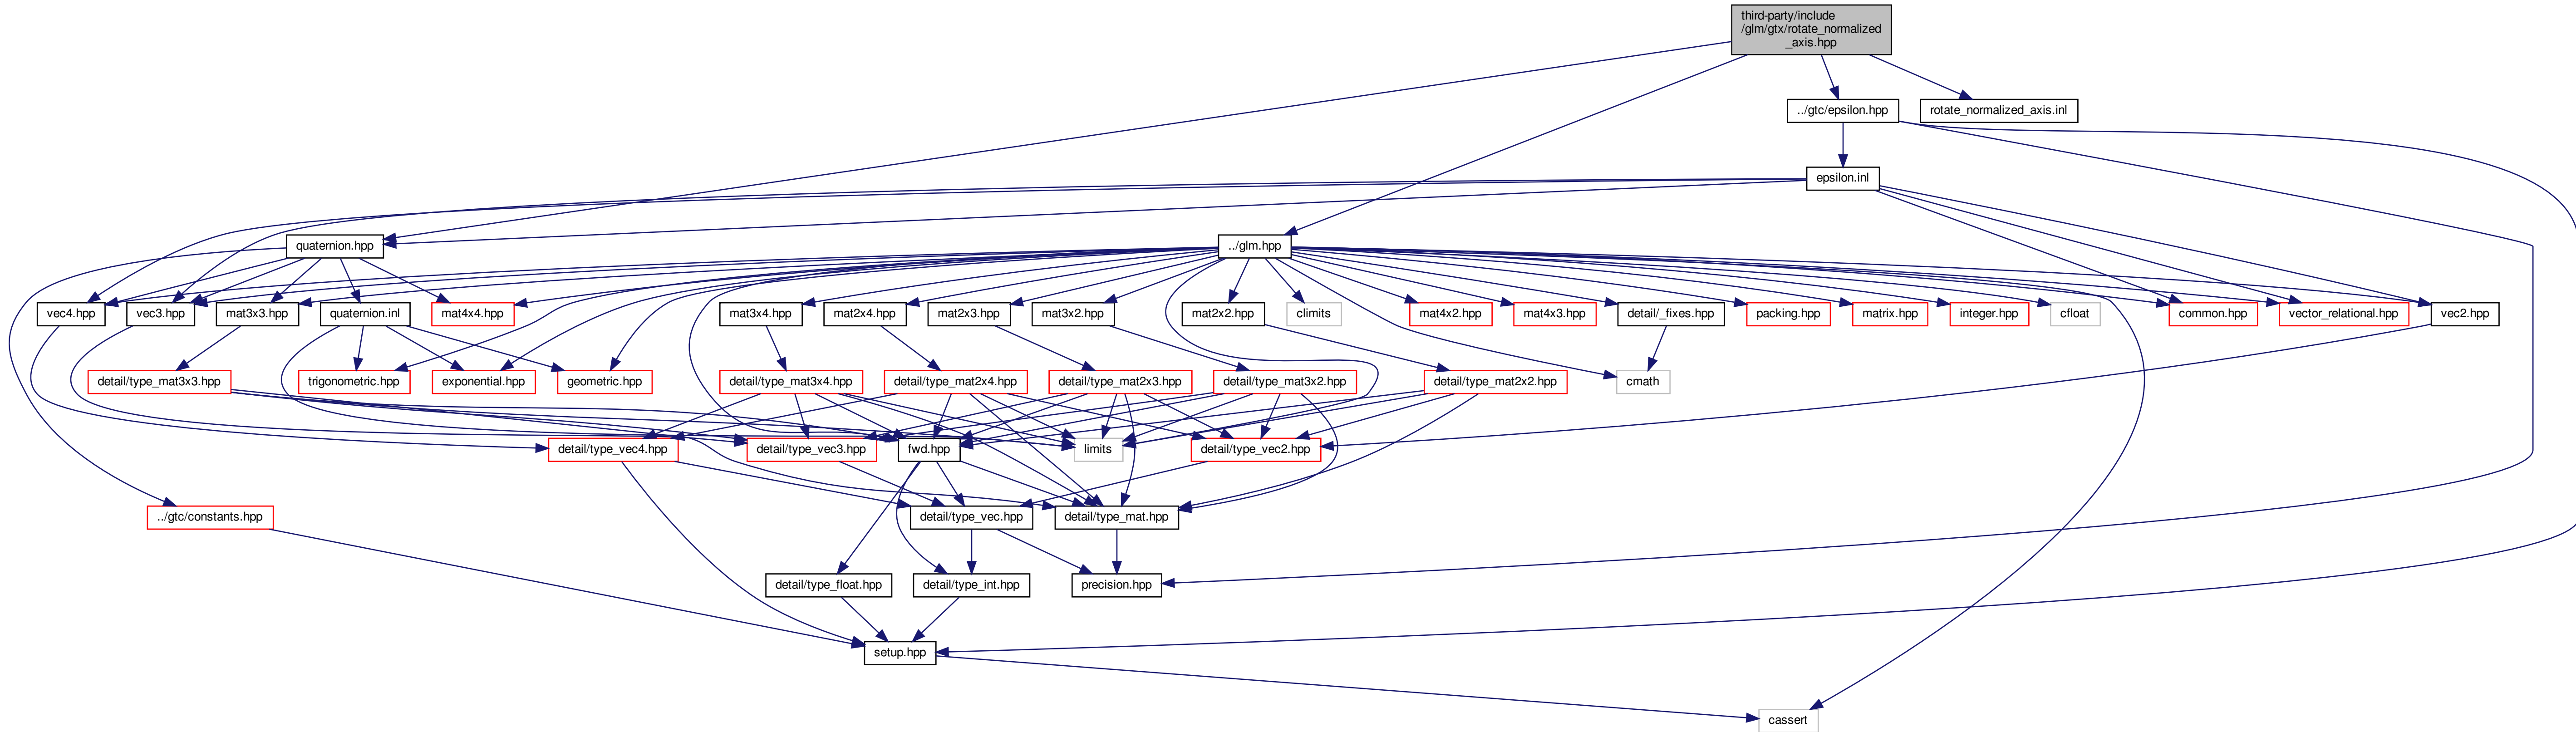 third-party/include
/glm/gtx/rotate_normalized
_axis.hpp
../gtc/epsilon.hpp
rotate_normalized_axis.inl
epsilon.inl
quaternion.hpp
../glm.hpp
vec4.hpp
vec3.hpp
mat3x3.hpp
quaternion.inl
mat4x4.hpp
mat3x4.hpp
mat2x4.hpp
mat2x3.hpp
mat3x2.hpp
mat2x2.hpp
climits
mat4x2.hpp
mat4x3.hpp
detail/_fixes.hpp
packing.hpp
matrix.hpp
integer.hpp
cfloat
common.hpp
vector_relational.hpp
vec2.hpp
detail/type_mat3x3.hpp
trigonometric.hpp
exponential.hpp
geometric.hpp
detail/type_mat3x4.hpp
detail/type_mat2x4.hpp
detail/type_mat2x3.hpp
detail/type_mat3x2.hpp
detail/type_mat2x2.hpp
cmath
detail/type_vec4.hpp
detail/type_vec3.hpp
fwd.hpp
limits
detail/type_vec2.hpp
../gtc/constants.hpp
detail/type_vec.hpp
detail/type_mat.hpp
detail/type_float.hpp
detail/type_int.hpp
precision.hpp
setup.hpp
cassert